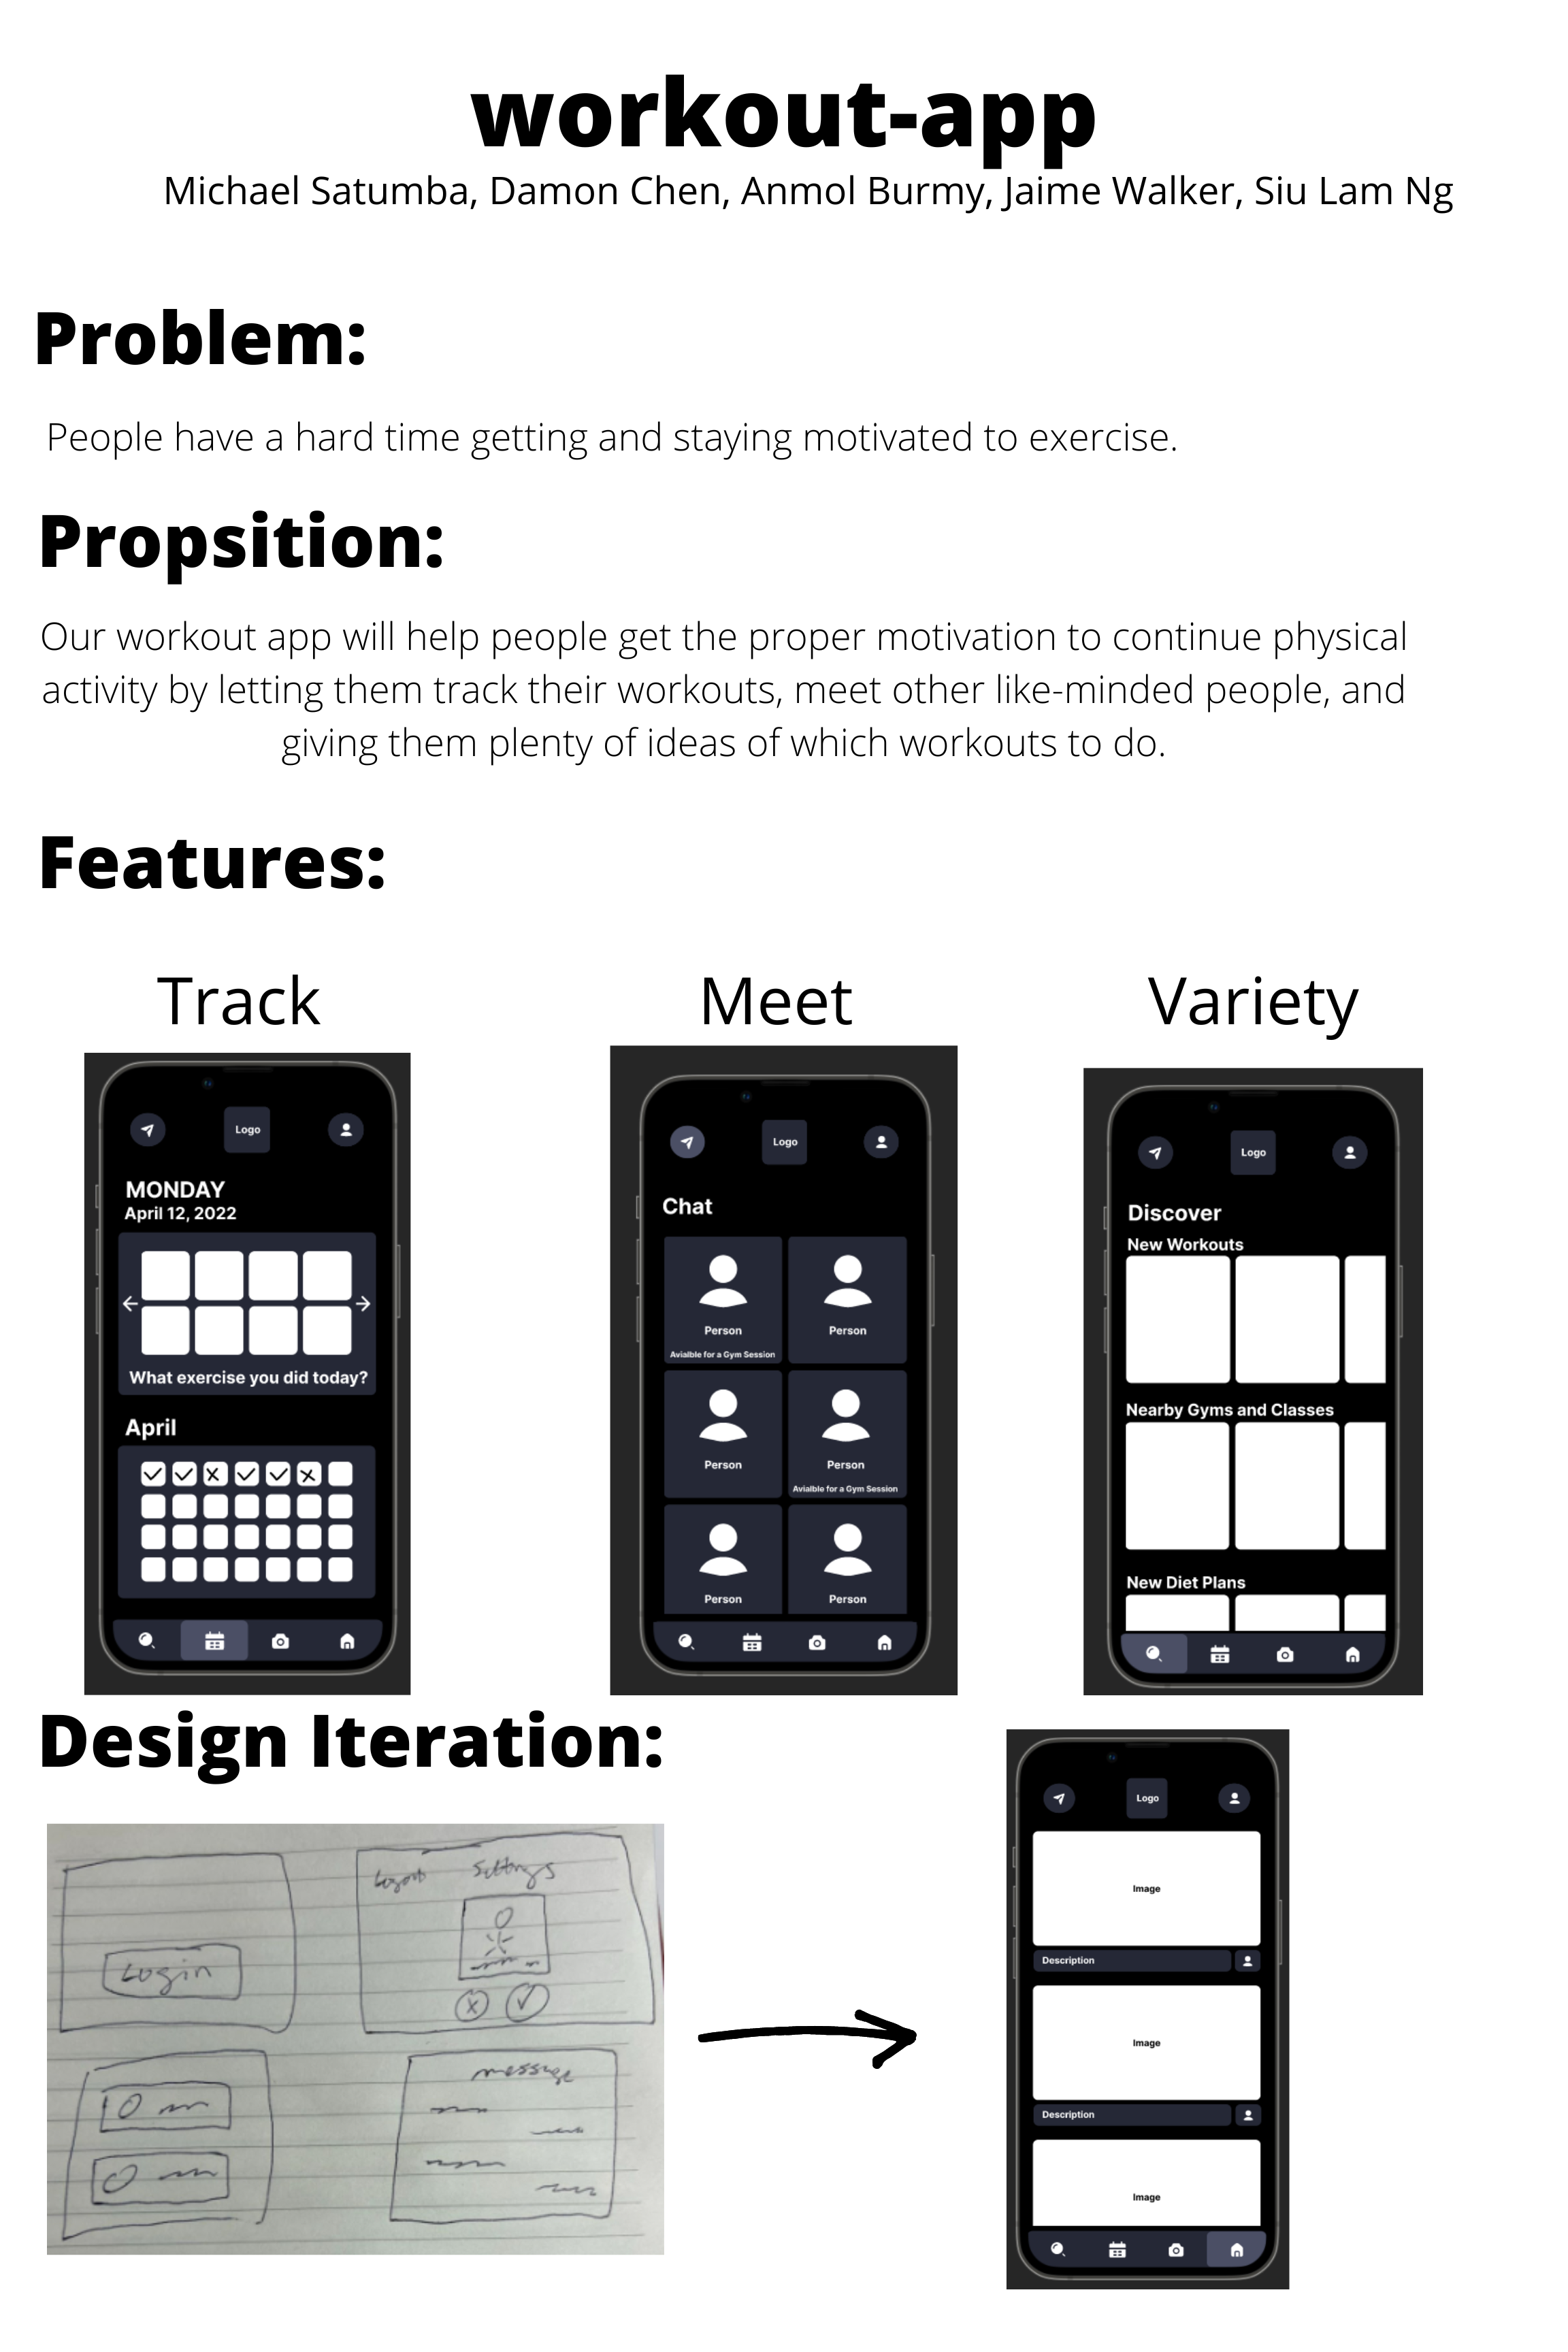 workout-app
Michael Satumba, Damon Chen, Anmol Burmy, Jaime Walker, Siu Lam Ng
Problem:
People have a hard time getting and staying motivated to exercise.
Propsition:
Our workout app will help people get the proper motivation to continue physical
activity by letting them track their workouts, meet other like-minded people, and
giving them plenty of ideas of which workouts to do.
Features:
Track
Meet
Variety
Logo
MONDAY
April 12, 2022
What exercise you did today?
April
Logo
Chat
Person
Avialble for a Gym Session
Person
Person
Person
Avialble for a Gym Session
Person
Person
Logo
Discover
New Workouts
Nearby Gyms and Classes
New Diet Plans
Design Iteration:
Login
Logout
Settings
message
Logo
Image
Description
Image
Description
Image